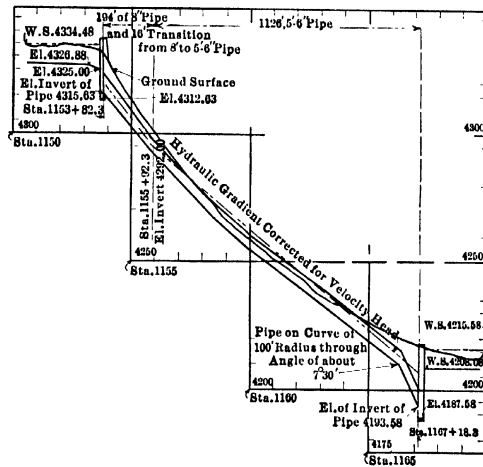 194' of 8' Pipe
and 16' Transition
from 8' to 5'-6" Pipe
1126', 5'-6" Pipe
W.S.4334.48
El.4326.88
El.4325.00
El.Invert of
Pipe 4315.63
Sta.1153+82.3
Ground Surface
El.4312.63
4300
4300
Sta.1150
Sta.1155+92.3
El.Invert 4292.00
Hydraulic Gradient Corrected for Velocity Head
4250
4250
Sta.1155
W.S.4215.58
W.S.4208.08
Pipe on Curve of
100' Radius through
Angle of about
7°30'
4200
4200
Sta.1160
El.4187.58
El.of Invert of
Pipe 4193.58
Sta.1167+18.3
4175
Sta.1165